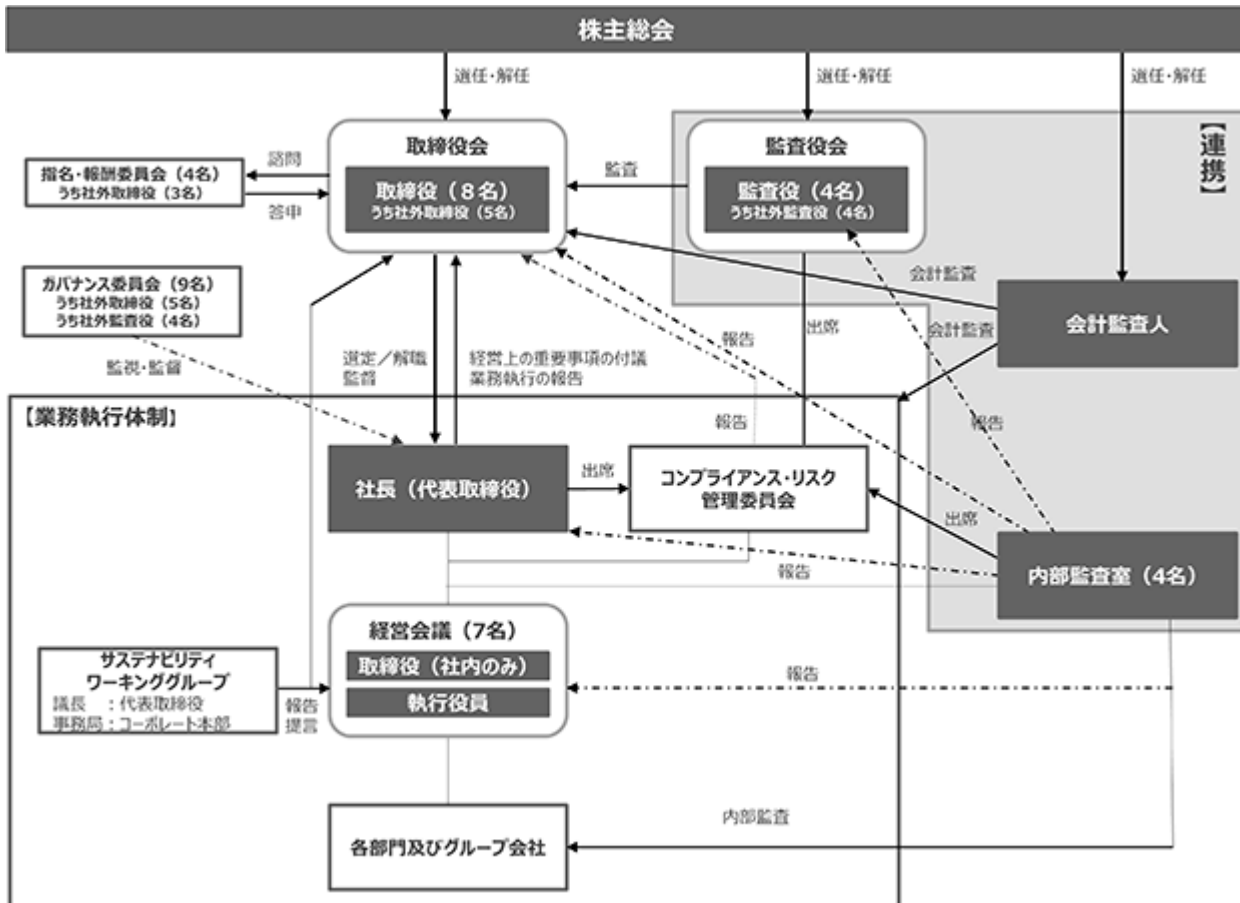 株主総会
選任・解任
選任・解任
選任・解任
【連携】
取締役会
取締役（８名）
うち社外取締役（5名）
監査
監査役会
監査役（4名）
うち社外監査役（4名）
指名・報酬委員会（4名）
うち社外取締役（3名）
諮問
答申
ガバナンス委員会（9名）
うち社外取締役（5名）
うち社外監査役（4名）
監視・監督
選定／解職
監督
経営上の重要事項の付議
業務執行の報告
報告
出席
会計監査
会計監査
会計監査人
報告
報告
【業務執行体制】
社長（代表取締役）
出席
コンプライアンス・リスク
管理委員会
出席
報告
内部監査室（4名）
経営会議（7名）
取締役（社内のみ）
執行役員
サステナビリティ
ワーキンググループ
議長　：代表取締役
事務局：コーポレート本部
報告
提言
報告
内部監査
各部門及びグループ会社